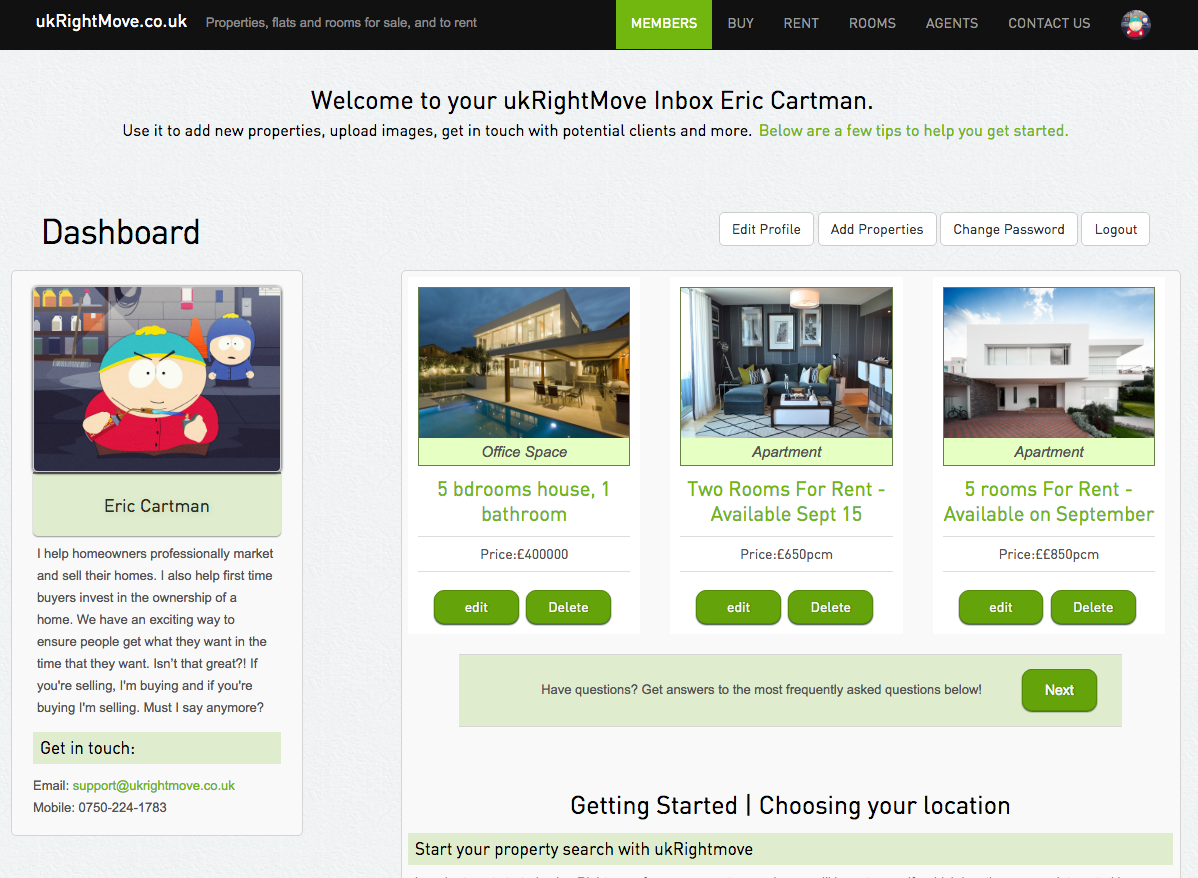 ukRightMove.co.uk Properties, flats and rooms for sale, and to rent MEMBERS BUY RENT ROOMS AGENTS CONTACT US
Welcome to your ukRightMove Inbox Eric Cartman.
Use it to add new properties, upload images, get in touch with potential clients and more. Below are a few tips to help you get started.
Dashboard
Edit Profile Add Properties Change Password Logout
Eric Cartman
I help homeowners professionally market
and sell their homes. I also help first time
buyers invest in the ownership of a
home. We have an exciting way to
ensure people get what they want in the
time that they want. Isn't that great?! If
you're selling, I'm buying and if you're
buying I'm selling. Must I say anymore?
Get in touch:
Email: support@ukrightmove.co.uk
Mobile: 0750-224-1783
Office Space
5 bdrooms house, 1
bathroom
Price:£400000
edit Delete
Apartment
Two Rooms For Rent -
Available Sept 15
Price:£650pcm
edit Delete
Apartment
5 rooms For Rent -
Available on September
Price:££850pcm
edit Delete
Have questions? Get answers to the most frequently asked questions below! Next
Getting Started | Choosing your location
Start your property search with ukRightmove